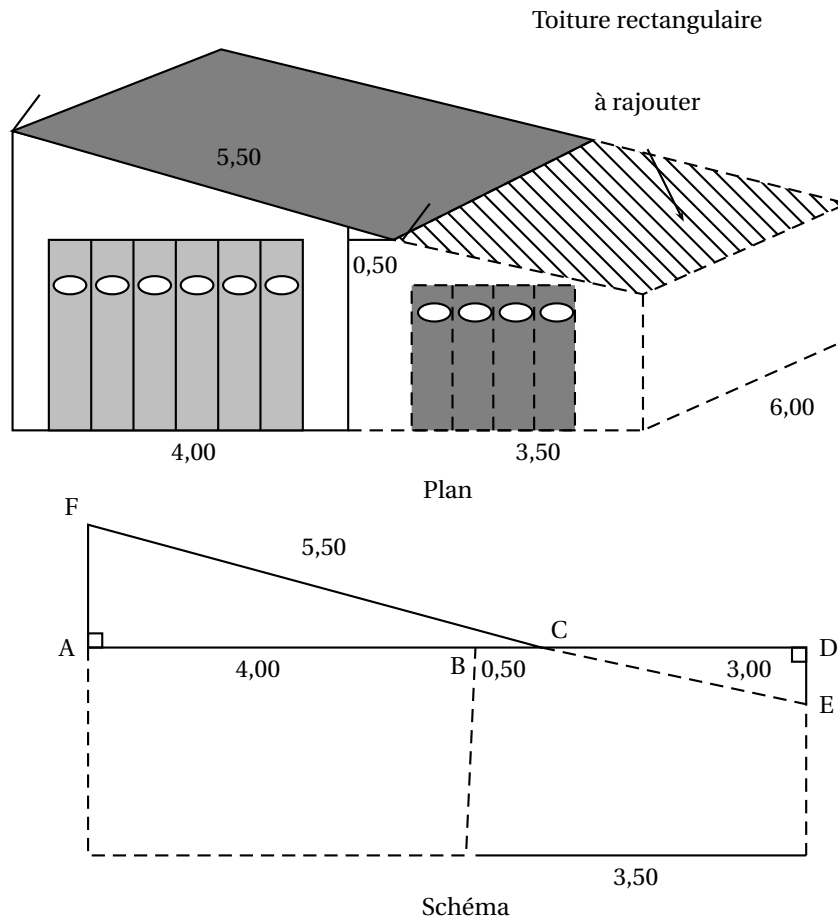 Toiture rectangulaire
à rajouter
5,50
0,50
6,00
4,00
3,50
Plan
F
5,50
C
A
D
4,00
B
0,50
3,00
E
3,50
Schéma